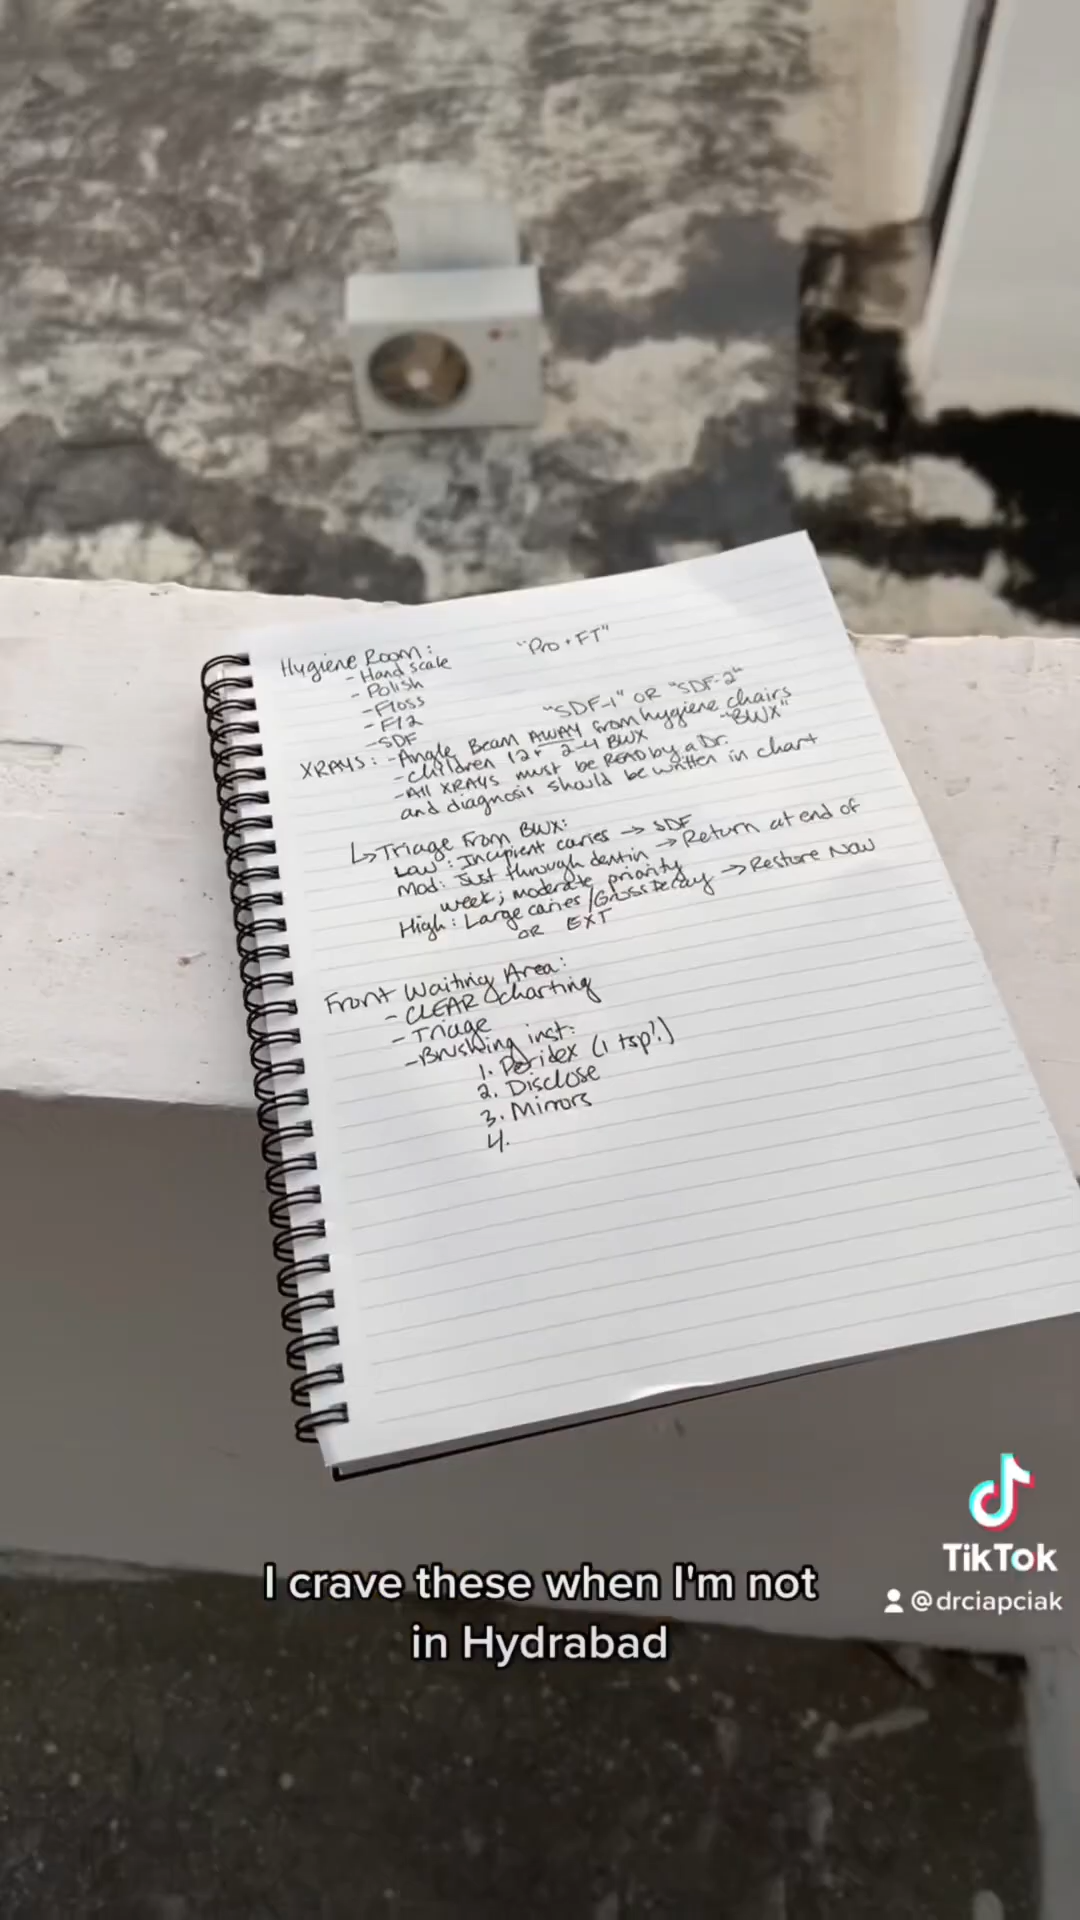 Hygiene Room: "Pro + FT"
- Hand scale
- Polish
- Floss
- Fl2
- SDF "SDF-1" OR "SDF-2"
XRAYS: - Angle Beam AWAY from hygiene chairs
- children 12+ 2-4 BWX "BWX"
- All XRAYS must be READ by a Dr.
and diagnosis should be written in chart
↳ Triage From BWX:
Low: Incipient caries → SDF
Mod: Just through dentin → Return at end of
week; moderate priority
High: Large caries/Gross Decay → Restore Now
OR EXT
Front Waiting Area:
- CLEAR charting
- Triage
- Brushing inst:
1. Peridex (1 tsp?)
2. Disclose
3. Mirrors
4.
TikTok
@drciapciak
I crave these when I'm not
in Hydrabad